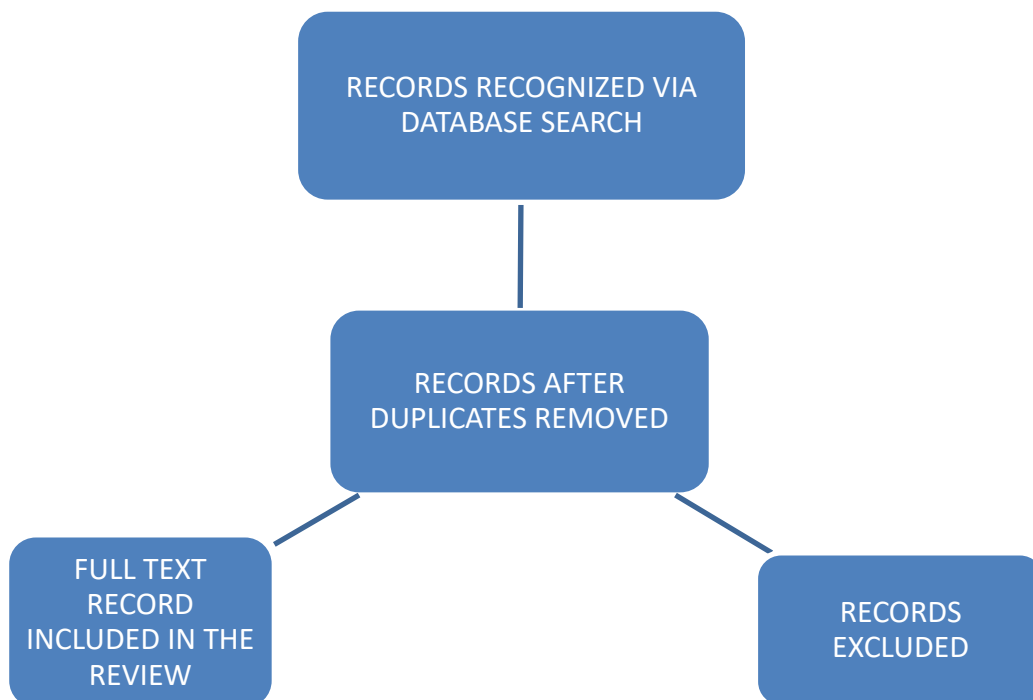 RECORDS RECOGNIZED VIA
DATABASE SEARCH
RECORDS AFTER
DUPLICATES REMOVED
FULL TEXT
RECORD
INCLUDED IN THE
REVIEW
RECORDS
EXCLUDED